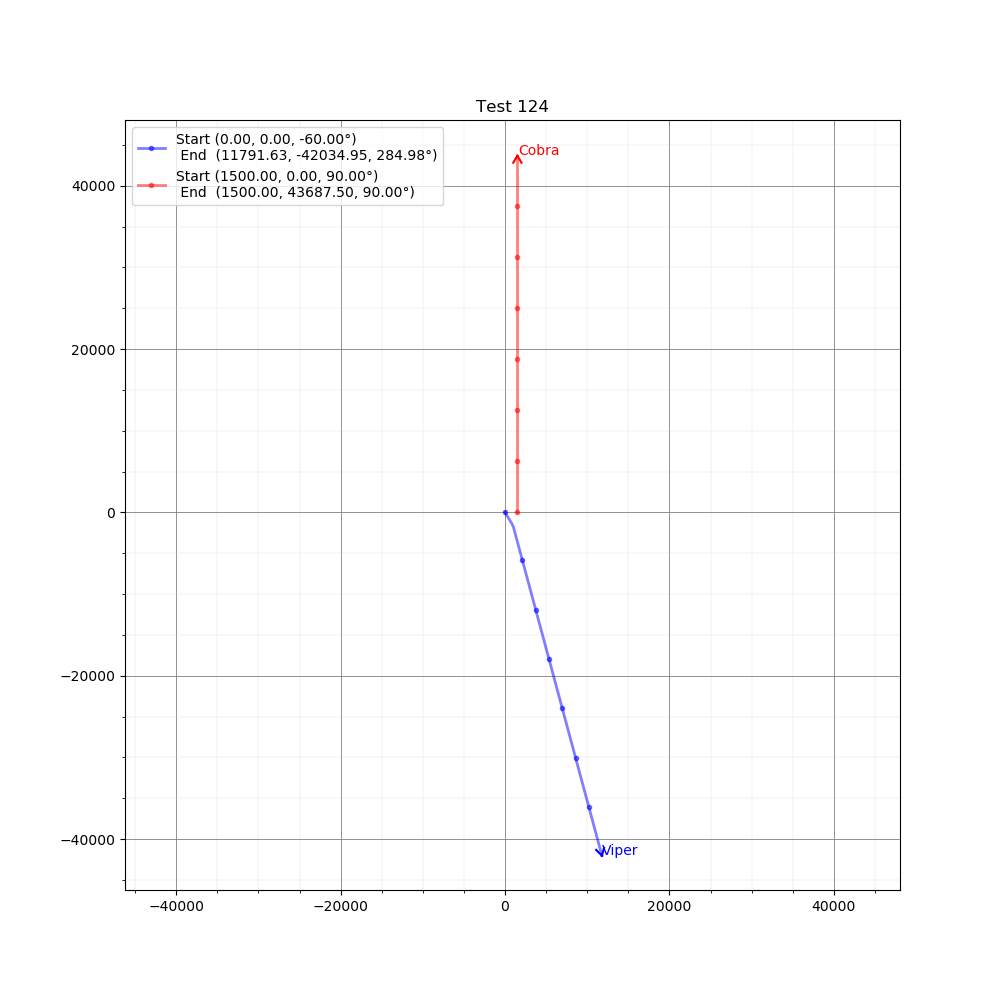 Test 124
Start (0.00, 0.00, -60.00°)
End  (11791.63, -42034.95, 284.98°)
Start (1500.00, 0.00, 90.00°)
End  (1500.00, 43687.50, 90.00°)
Cobra
40000
20000
0
−20000
−40000
Viper
−40000
−20000
0
20000
40000